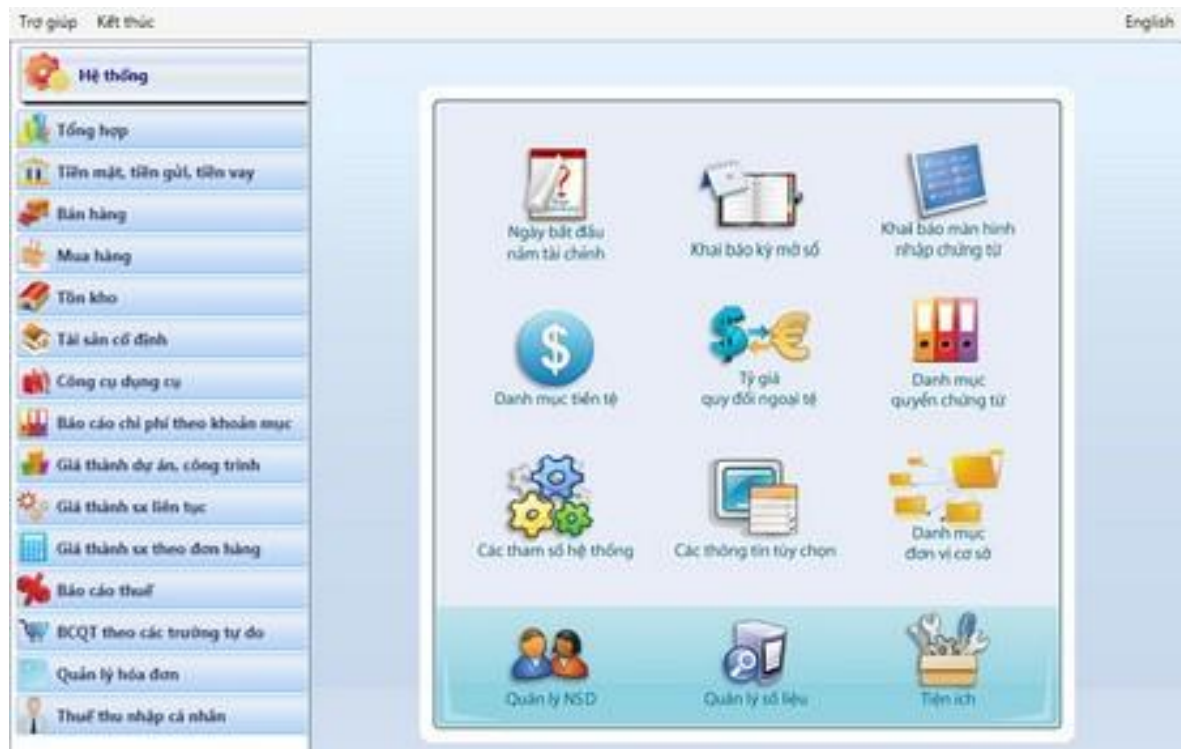 Trợ giúp Kết thúc English
Hệ thống
Tổng hợp
Tiền mặt, tiền gửi, tiền vay
Bán hàng
Mua hàng
Tồn kho
Tài sản cố định
Công cụ dụng cụ
Báo cáo chi phí theo khoản mục
Giá thành dự án, công trình
Giá thành sx liên tục
Giá thành sx theo đơn hàng
Báo cáo thuế
BCQT theo các trường tự do
Quản lý hóa đơn
Thuế thu nhập cá nhân
Ngày bắt đầu
năm tài chính
Khai báo kỳ mở sổ
Khai báo màn hình
nhập chứng từ
Danh mục tiền tệ
Tỷ giá
quy đổi ngoại tệ
Danh mục
quyển chứng từ
Các tham số hệ thống
Các thông tin tùy chọn
Danh mục
đơn vị cơ sở
Quản lý NSD
Quản lý số liệu
Tiện ích